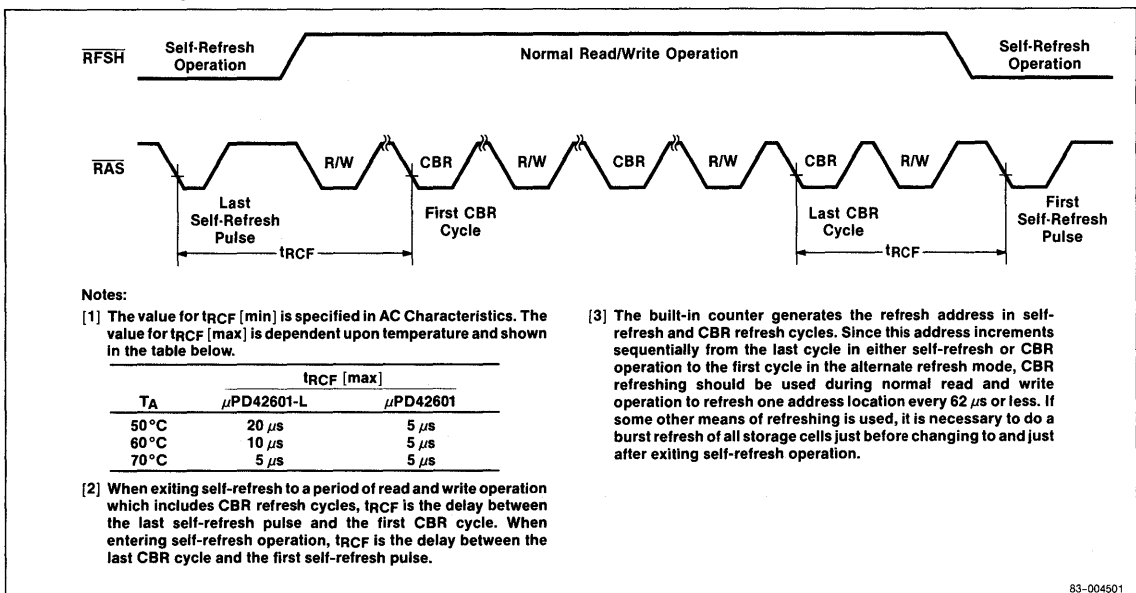 RFSH
Self-Refresh
Operation
Normal Read/Write Operation
Self-Refresh
Operation
RAS
R/W
CBR
R/W
CBR
R/W
CBR
R/W
Last
Self-Refresh
Pulse
First CBR
Cycle
Last CBR
Cycle
First
Self-Refresh
Pulse
tRCF
tRCF
Notes:
[1] The value for tRCF [min] is specified in AC Characteristics. The
value for tRCF [max] is dependent upon temperature and shown
in the table below.
tRCF [max]
TA μPD42601-L μPD42601
50°C 20 μs 5 μs
60°C 10 μs 5 μs
70°C 5 μs 5 μs
[2] When exiting self-refresh to a period of read and write operation
which includes CBR refresh cycles, tRCF is the delay between
the last self-refresh pulse and the first CBR cycle. When
entering self-refresh operation, tRCF is the delay between the
last CBR cycle and the first self-refresh pulse.
[3] The built-in counter generates the refresh address in self-
refresh and CBR refresh cycles. Since this address increments
sequentially from the last cycle in either self-refresh or CBR
operation to the first cycle in the alternate refresh mode, CBR
refreshing should be used during normal read and write
operation to refresh one address location every 62 μs or less. If
some other means of refreshing is used, it is necessary to do a
burst refresh of all storage cells just before changing to and just
after exiting self-refresh operation.
83-004501